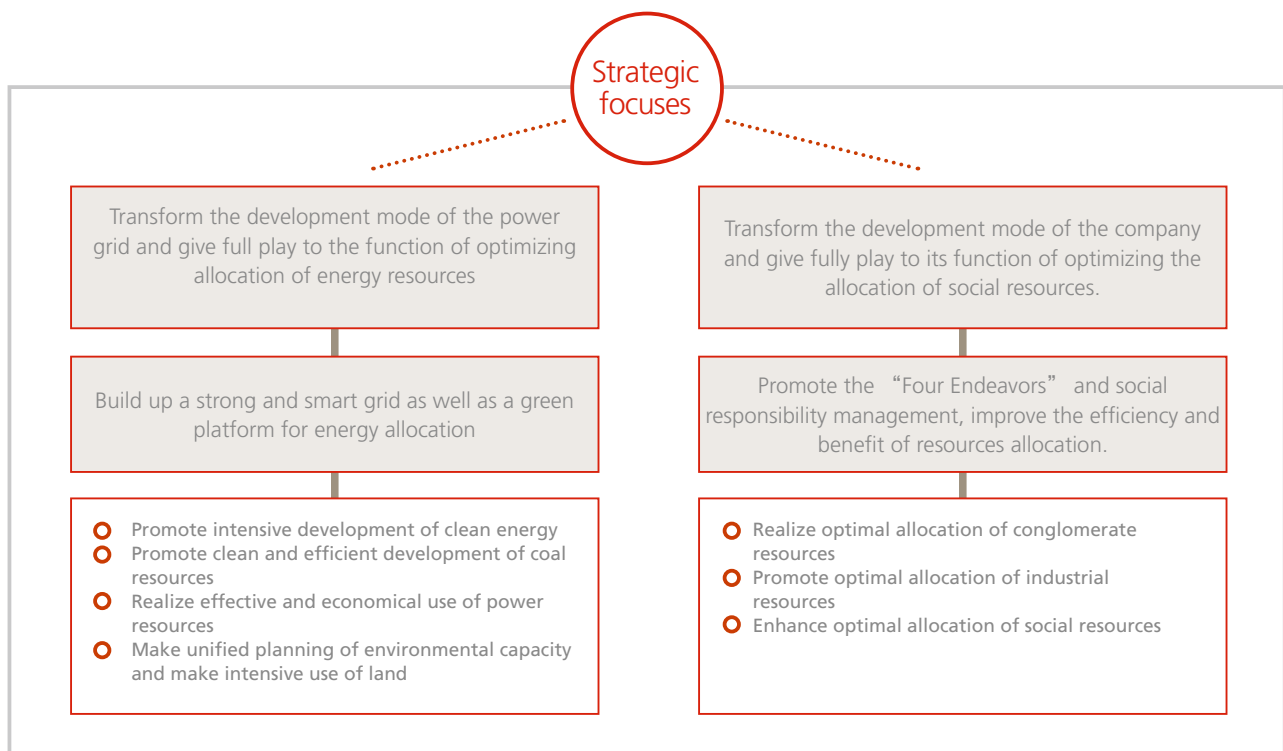 Strategic
focuses
Transform the development mode of the power
grid and give full play to the function of optimizing
allocation of energy resources
Build up a strong and smart grid as well as a green
platform for energy allocation
Promote intensive development of clean energy
Promote clean and efficient development of coal
resources
Realize effective and economical use of power
resources
Make unified planning of environmental capacity
and make intensive use of land
Transform the development mode of the company
and give fully play to its function of optimizing the
allocation of social resources.
Promote the “Four Endeavors” and social
responsibility management, improve the efficiency and
benefit of resources allocation.
Realize optimal allocation of conglomerate
resources
Promote optimal allocation of industrial
resources
Enhance optimal allocation of social resources